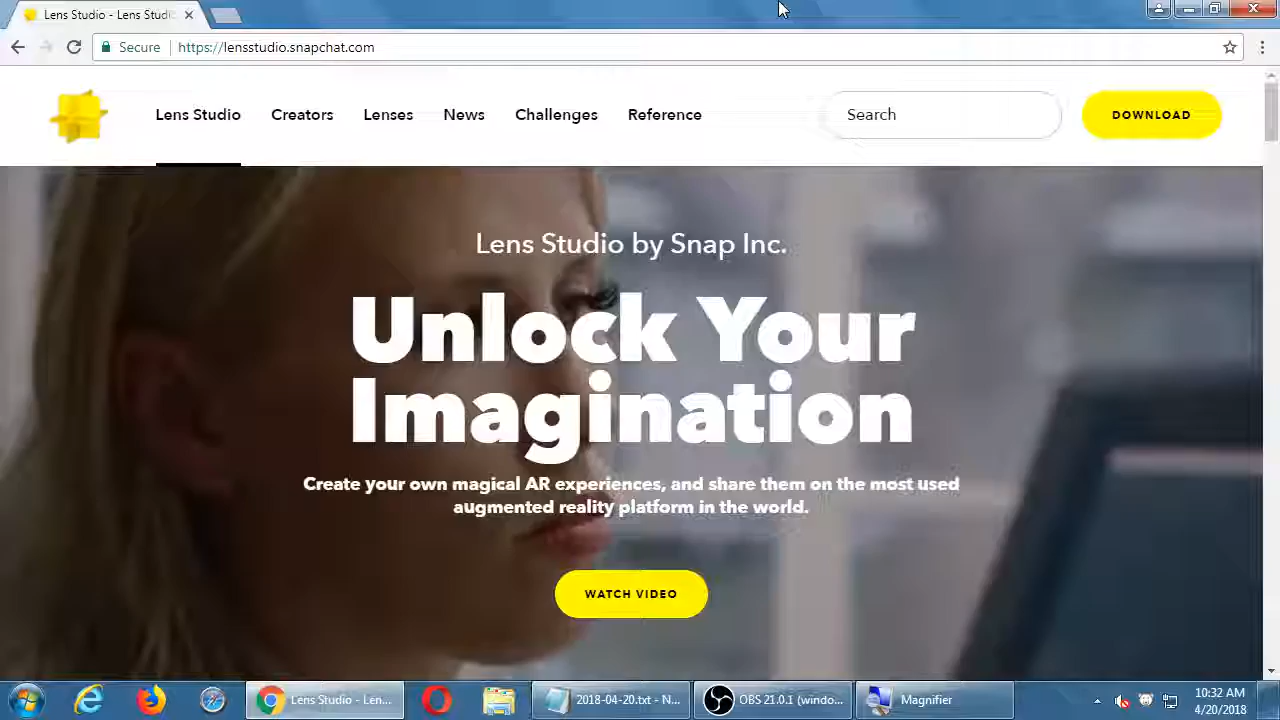 Lens Studio - Lens Studi
Secure | https://lensstudio.snapchat.com
Lens Studio Creators Lenses News Challenges Reference Search DOWNLOAD
Lens Studio by Snap Inc.
Unlock Your
Imagination
Create your own magical AR experiences, and share them on the most used
augmented reality platform in the world.
WATCH VIDEO
Lens Studio - Len... 2018-04-20.txt - N... OBS 21.0.1 (windo... Magnifier 10:32 AM
4/20/2018